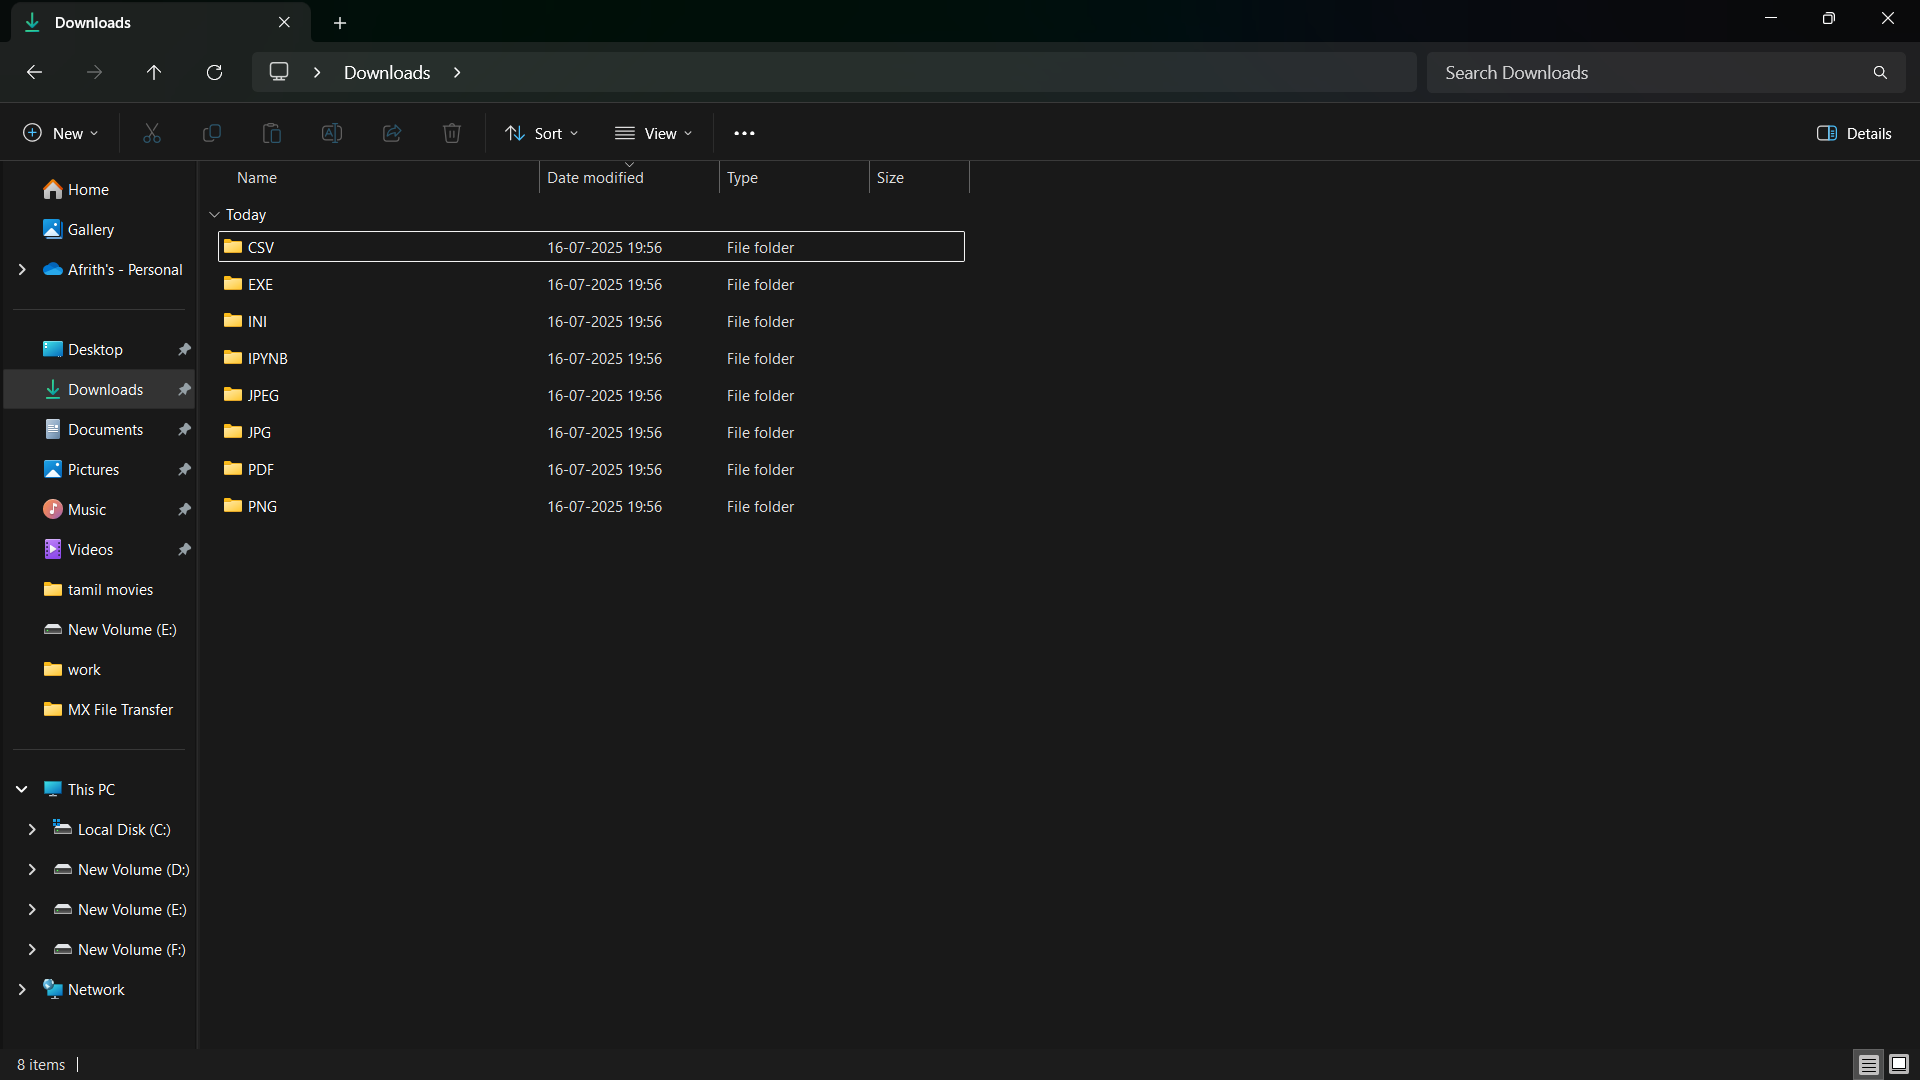 Downloads
Downloads
Search Downloads
New
Sort
View
Details
Name Date modified Type Size
Home
Gallery
Afrith's - Personal
Desktop
Downloads
Documents
Pictures
Music
Videos
tamil movies
New Volume (E:)
work
MX File Transfer
This PC
Local Disk (C:)
New Volume (D:)
New Volume (E:)
New Volume (F:)
Network
Today
CSV 16-07-2025 19:56 File folder
EXE 16-07-2025 19:56 File folder
INI 16-07-2025 19:56 File folder
IPYNB 16-07-2025 19:56 File folder
JPEG 16-07-2025 19:56 File folder
JPG 16-07-2025 19:56 File folder
PDF 16-07-2025 19:56 File folder
PNG 16-07-2025 19:56 File folder
8 items